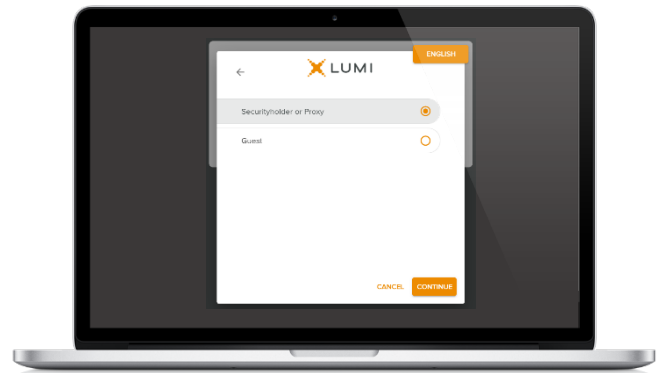 ENGLISH
LUMI
Securityholder or Proxy
Guest
CANCEL
CONTINUE